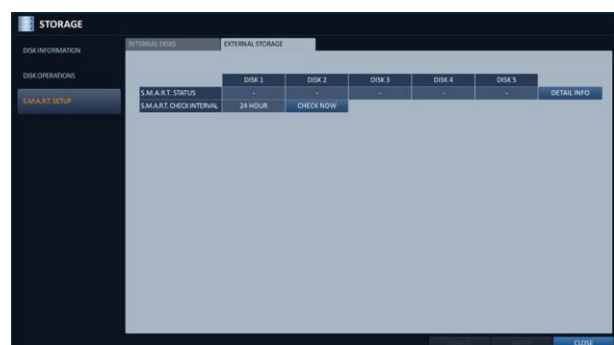 STORAGE
INTERNAL DISKS EXTERNAL STORAGE
DISK INFORMATION
DISK OPERATIONS
S.M.A.R.T. SETUP
DISK 1 DISK 2 DISK 3 DISK 4 DISK 5
S.M.A.R.T. STATUS - - - - - DETAIL INFO
S.M.A.R.T. CHECK INTERVAL 24 HOUR CHECK NOW
CLOSE